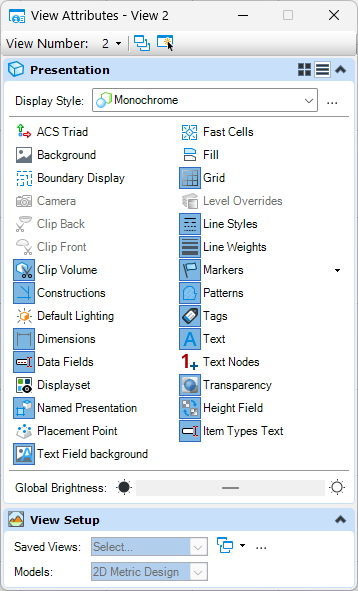 View Attributes - View 2
View Number: 2
Presentation
Display Style: Monochrome ...
ACS Triad Fast Cells
Background Fill
Boundary Display Grid
Camera Level Overrides
Clip Back Line Styles
Clip Front Line Weights
Clip Volume Markers
Constructions Patterns
Default Lighting Tags
Dimensions Text
Data Fields Text Nodes
Displayset Transparency
Named Presentation Height Field
Placement Point Item Types Text
Text Field background
Global Brightness:
View Setup
Saved Views: Select... ...
Models: 2D Metric Design